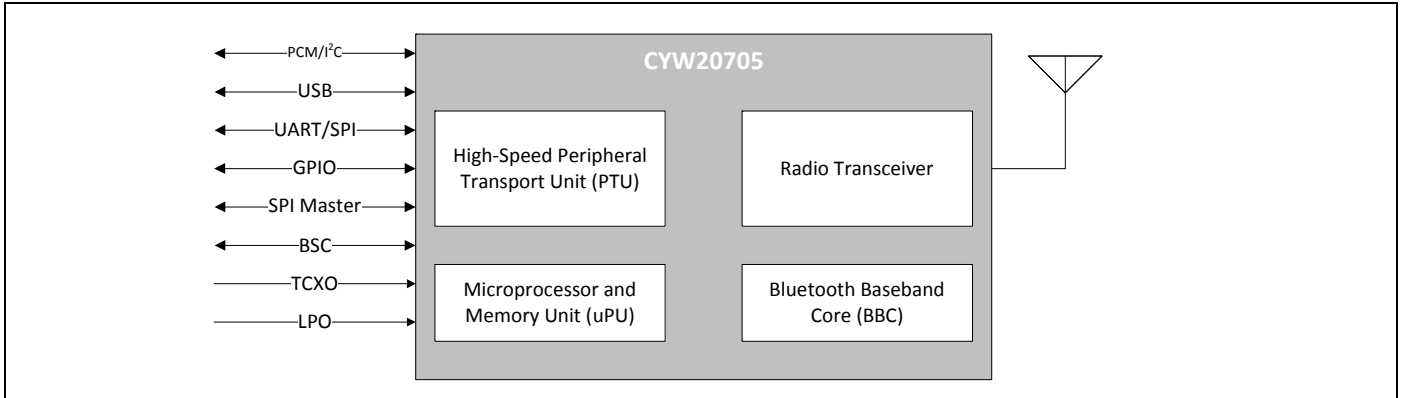 PCM/I²C
USB
UART/SPI
GPIO
SPI Master
BSC
TCXO
LPO
CYW20705
High-Speed Peripheral
Transport Unit (PTU)
Radio Transceiver
Microprocessor and
Memory Unit (uPU)
Bluetooth Baseband
Core (BBC)